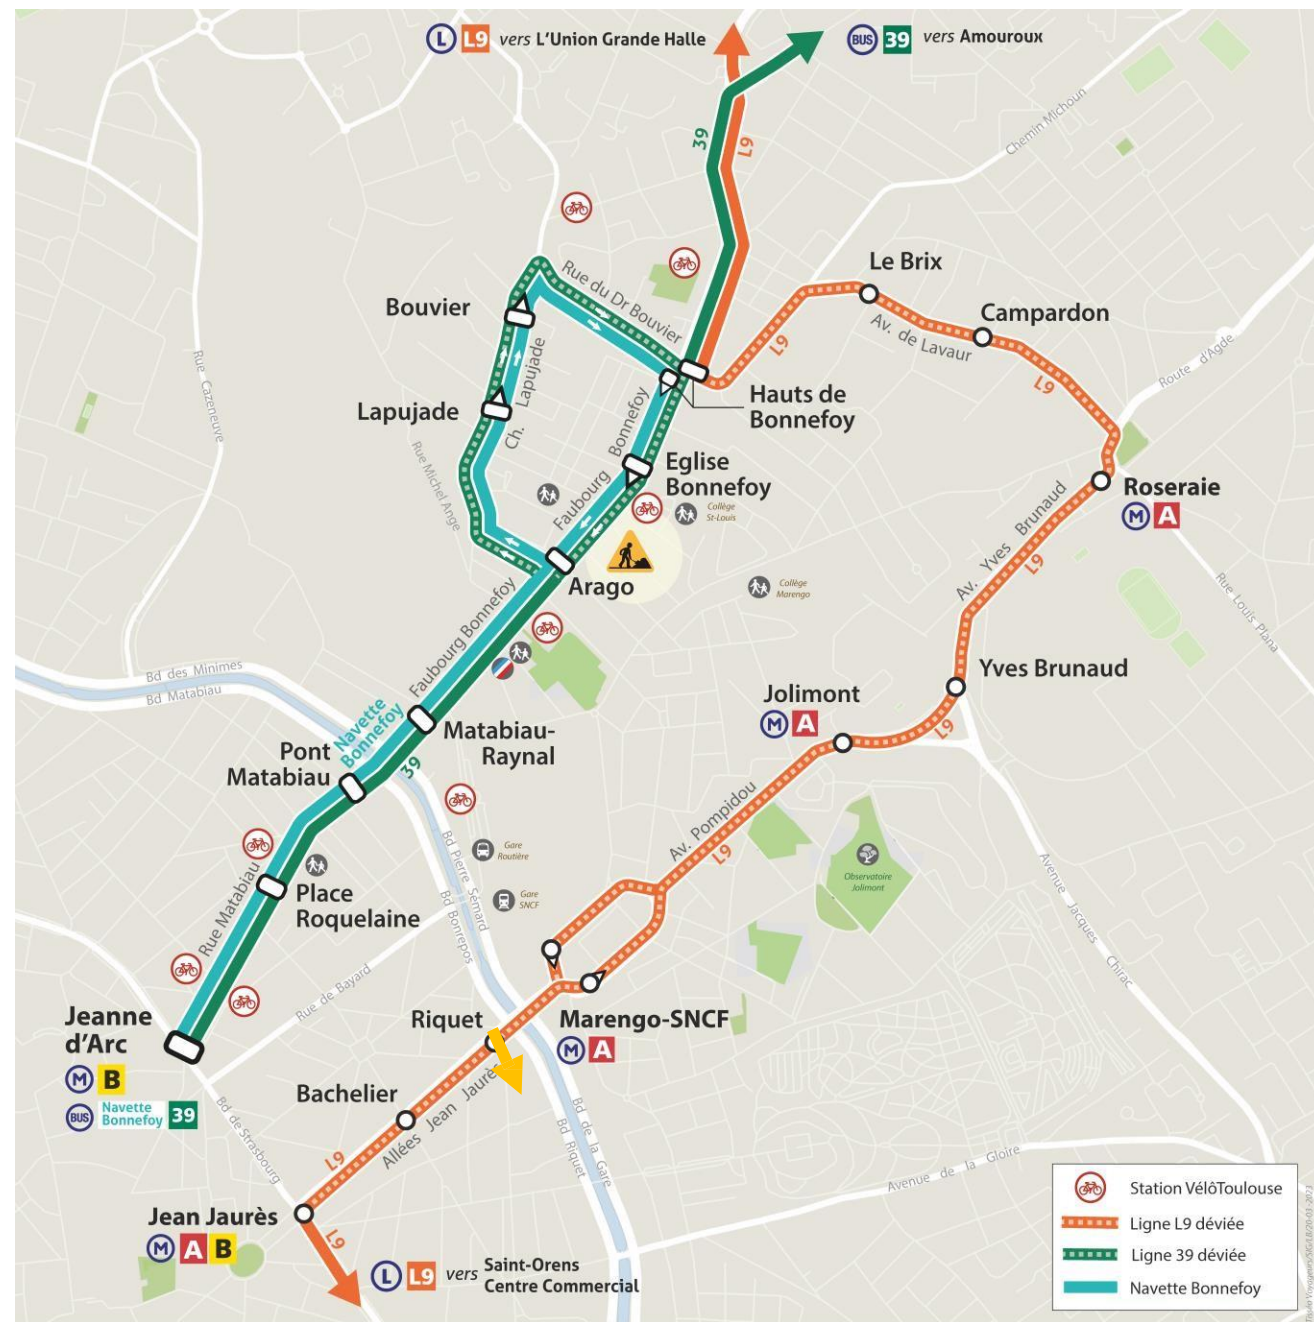 L L9 vers L'Union Grande Halle
BUS 39 vers Amouroux
Chemin Michoun
39
L9
Le Brix
Rue du Dr Bouvier
Bouvier
Campardon
Av. de Lavaur
L9
L9
Route d'Agde
Rue Cazeneuve
Ch. Lapujade
Lapujade
Hauts de
Bonnefoy
Faubourg Bonnefoy
Rue Michel Ange
Eglise
Bonnefoy
Roseraie
M A
Collège
St-Louis
Av. Yves Brunaud
L9
Arago
Collège
Marengo
Rue Louis Plana
Faubourg Bonnefoy
Bd des Minimes
Bd Matabiau
Yves Brunaud
Jolimont
M A
L9
Navette
Bonnefoy
39
Matabiau-
Raynal
Pont
Matabiau
Av. Pompidou
L9
Bd Pierre Sémard
Bd Bonrepos
Gare
Routière
Gare
SNCF
Observatoire
Jolimont
Avenue Jacques Chirac
Rue Matabiau
Place
Roquelaine
Rue de Bayard
Jeanne
d'Arc
M B
BUS Navette
Bonnefoy 39
Riquet
Marengo-SNCF
M A
Bachelier
Allées Jean Jaurès
Bd de Strasbourg
Bd de la Gare
Bd Riquet
Avenue de la Gloire
L9
Jean Jaurès
M A B
L9
L L9 vers Saint-Orens
Centre Commercial
Station VélôToulouse
Ligne L9 déviée
Ligne 39 déviée
Navette Bonnefoy